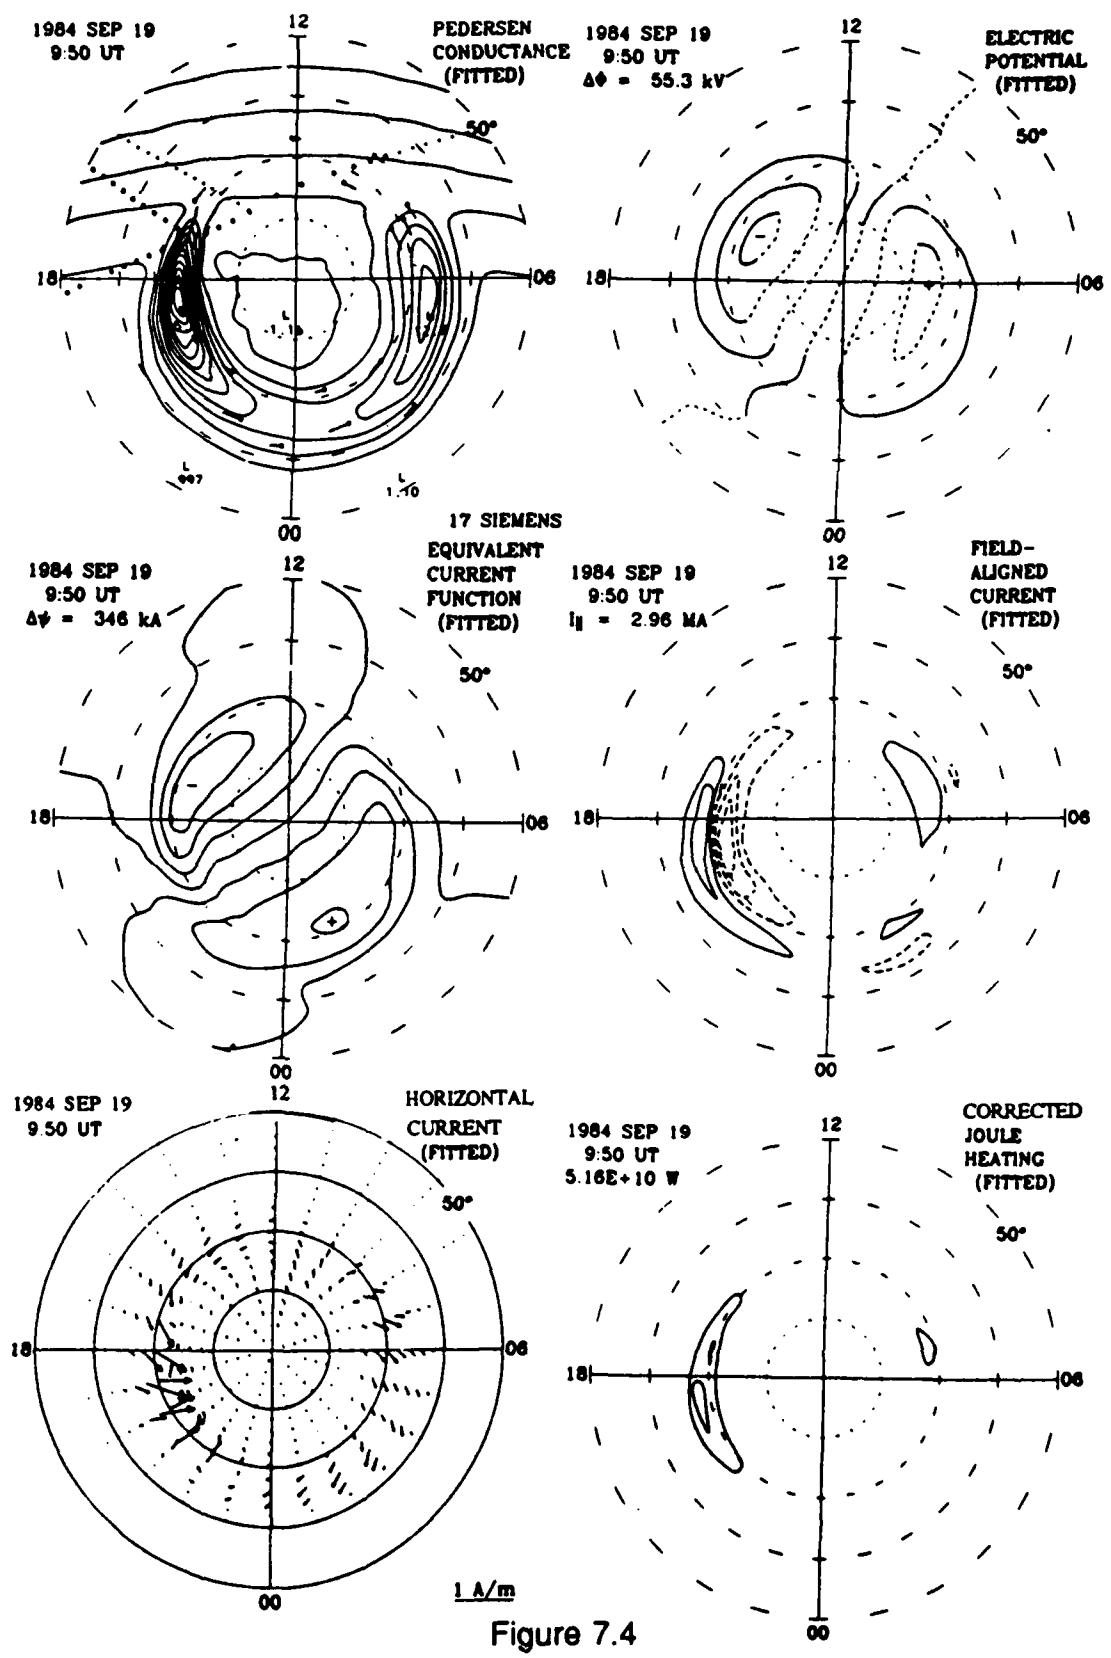 1984 SEP 19
9:50 UT
12
PEDERSEN
CONDUCTANCE
(FITTED)
50°
18
06
L
L
.997
L
1.10
00
17 SIEMENS
1984 SEP 19
9:50 UT
ΔΦ = 55.3 kV
12
ELECTRIC
POTENTIAL
(FITTED)
50°
18
06
00
1984 SEP 19
9:50 UT
Δψ = 346 kA
12
EQUIVALENT
CURRENT
FUNCTION
(FITTED)
50°
18
06
00
1984 SEP 19
9:50 UT
I|| = 2.96 MA
12
FIELD-
ALIGNED
CURRENT
(FITTED)
50°
18
06
00
1984 SEP 19
9:50 UT
12
HORIZONTAL
CURRENT
(FITTED)
50°
18
06
00
1 A/m
1984 SEP 19
9:50 UT
5.16E+10 W
12
CORRECTED
JOULE
HEATING
(FITTED)
50°
18
06
00
Figure 7.4